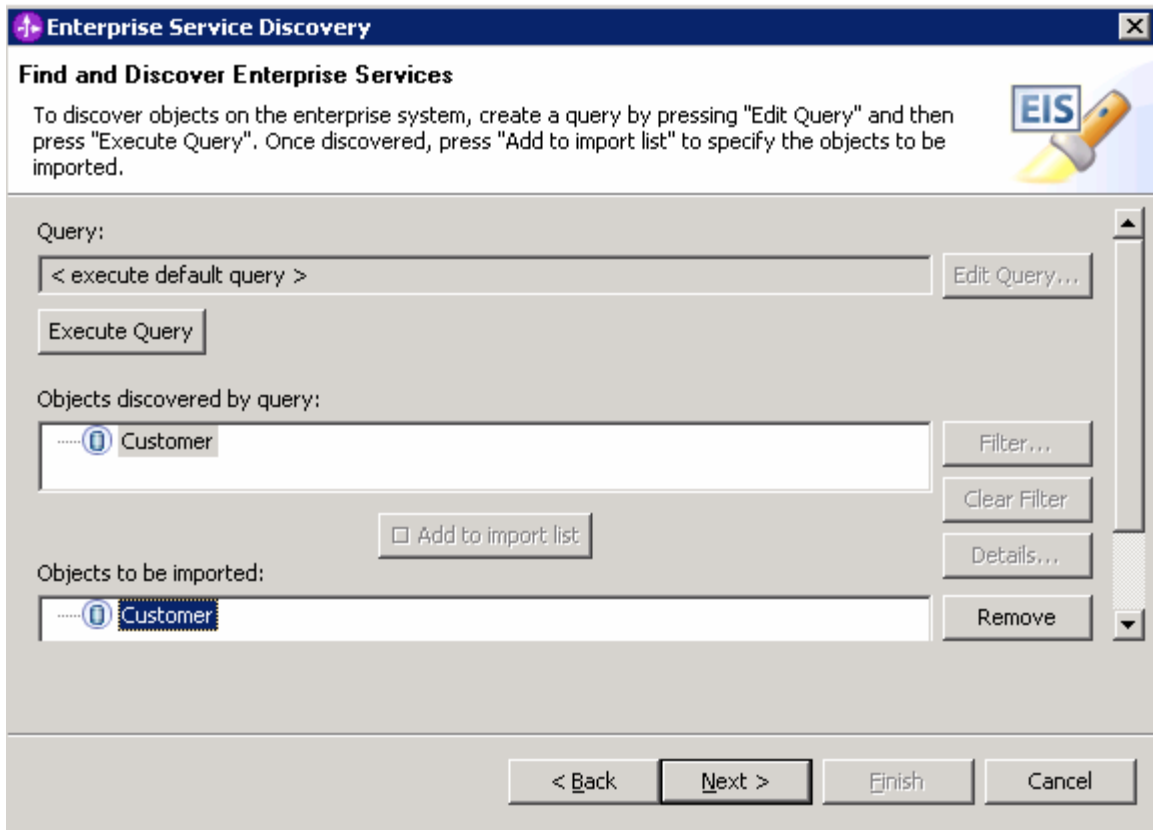 Enterprise Service Discovery
Find and Discover Enterprise Services
To discover objects on the enterprise system, create a query by pressing "Edit Query" and then
press "Execute Query". Once discovered, press "Add to import list" to specify the objects to be
imported.
EIS
Query:
< execute default query >
Edit Query...
Execute Query
Objects discovered by query:
Customer
Filter...
Clear Filter
Add to import list
Details...
Objects to be imported:
Customer
Remove
< Back
Next >
Finish
Cancel